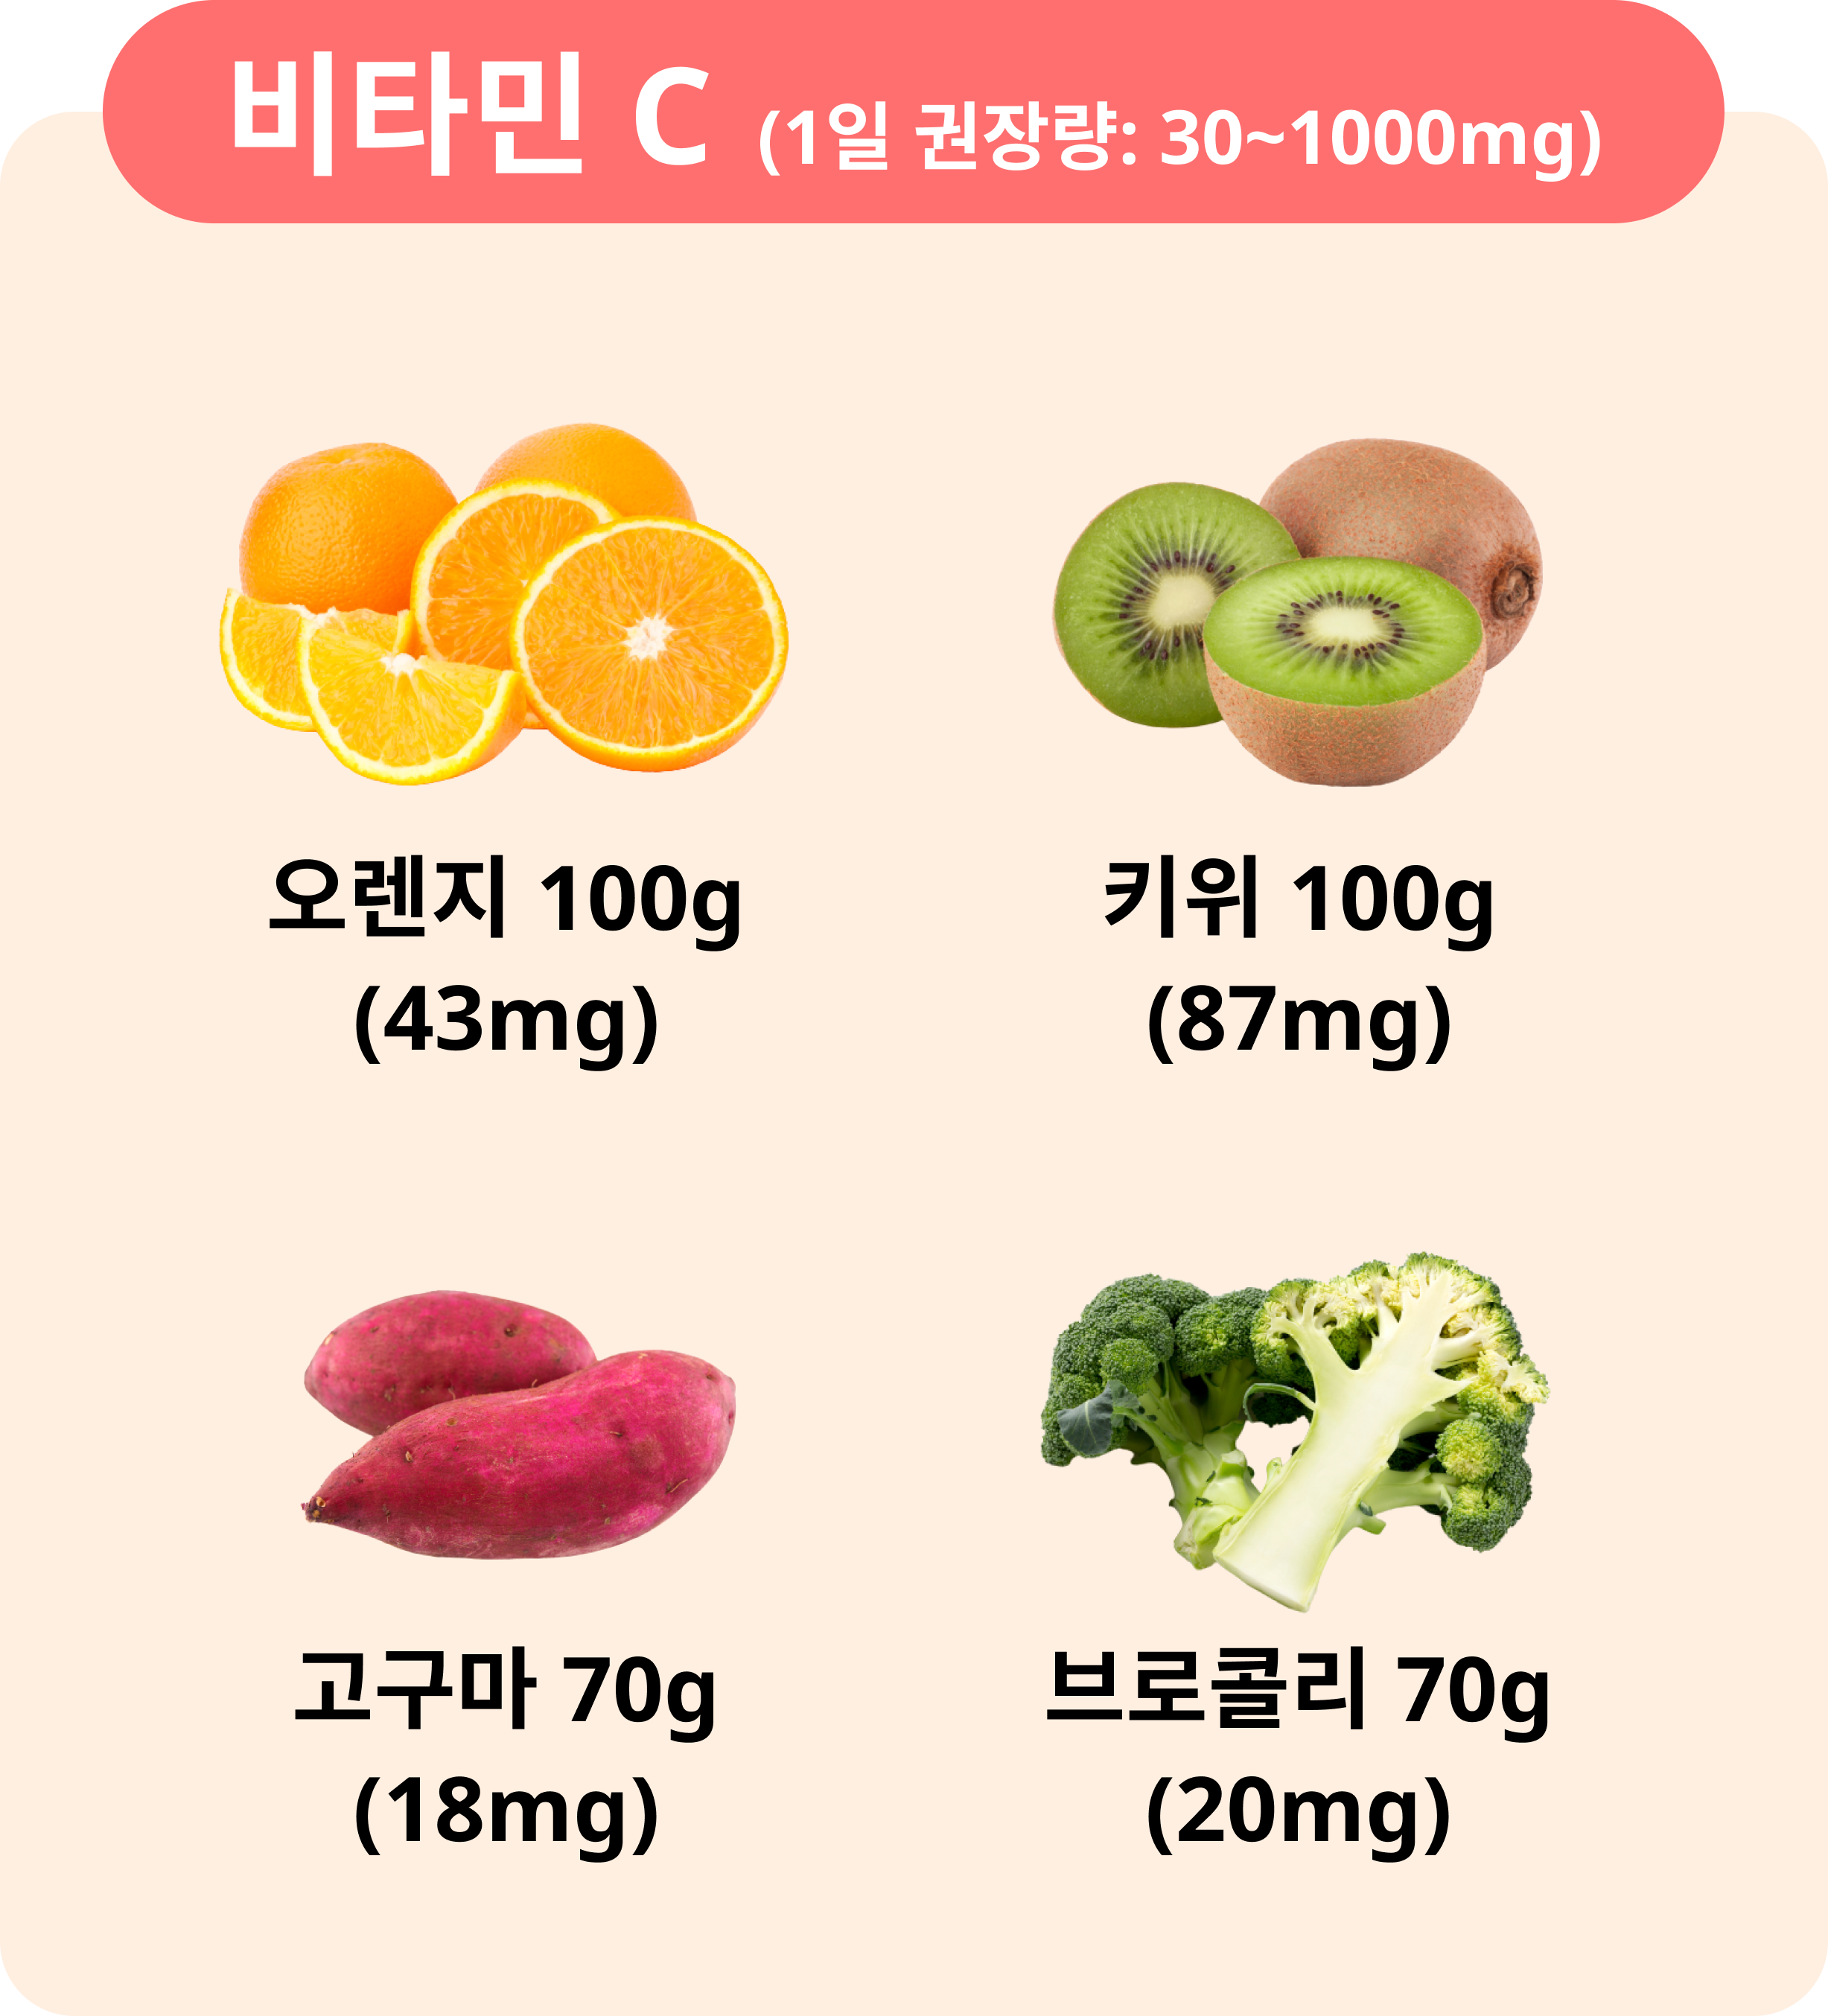 비타민 C (1일 권장량: 30~1000mg)
오렌지 100g
(43mg)
키위 100g
(87mg)
고구마 70g
(18mg)
브로콜리 70g
(20mg)